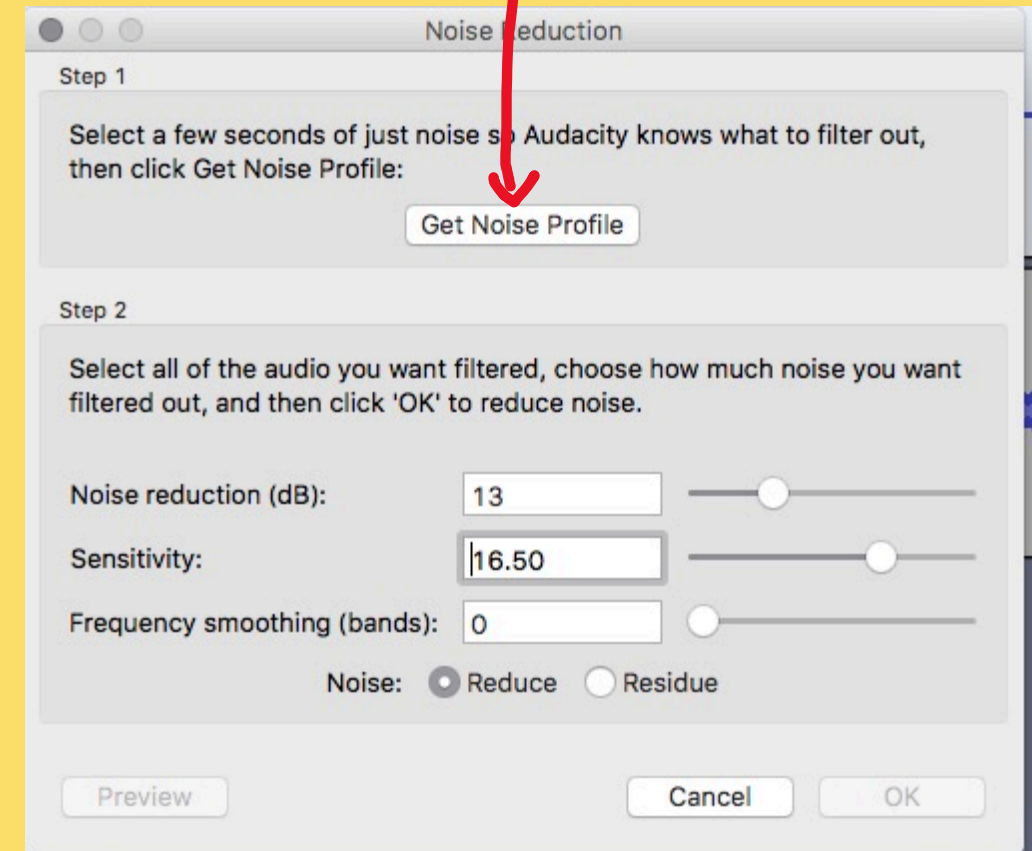 Noise Reduction
Step 1
Select a few seconds of just noise so Audacity knows what to filter out,
then click Get Noise Profile:
Get Noise Profile
Step 2
Select all of the audio you want filtered, choose how much noise you want
filtered out, and then click 'OK' to reduce noise.
Noise reduction (dB): 13
Sensitivity: 16.50
Frequency smoothing (bands): 0
Noise: Reduce Residue
Preview Cancel OK